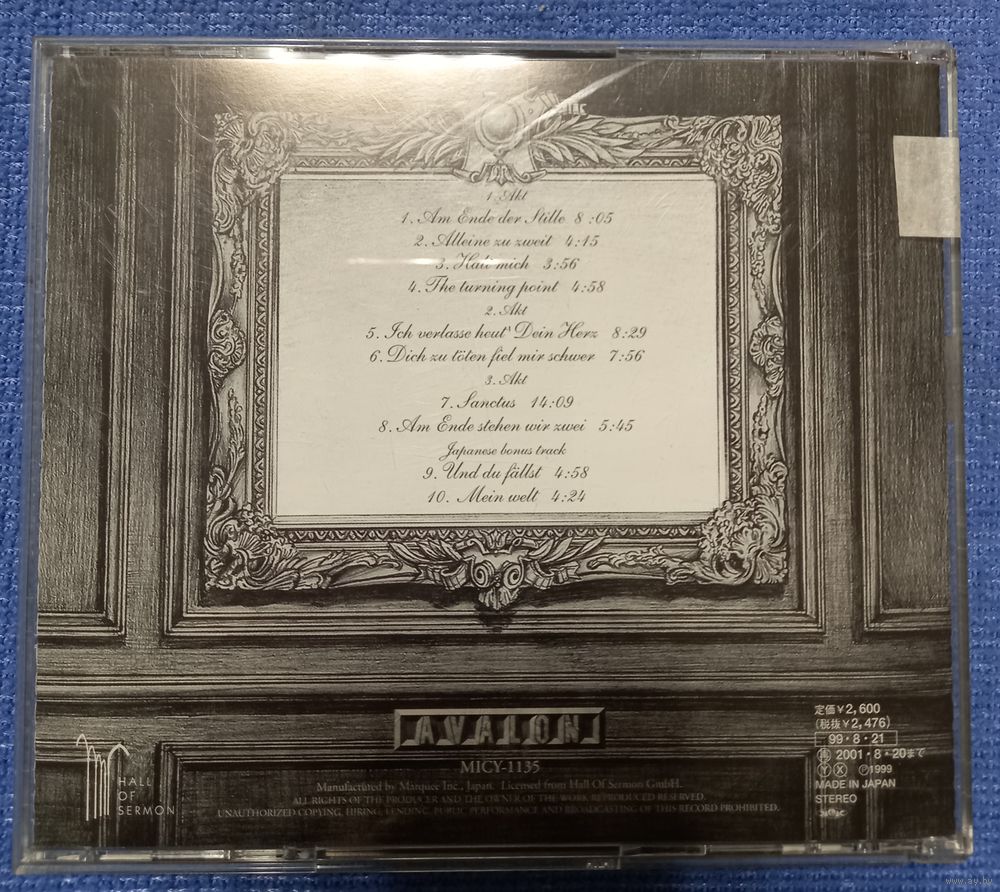 1. Akt
1. Am Ende der Stille 8:05
2. Alleine zu zweit 4:15
3. Halt mich 3:56
4. The turning point 4:58
2. Akt
5. Ich verlasse heut' Dein Herz 8:29
6. Dich zu töten fiel mir schwer 7:56
3. Akt
7. Sanctus 14:09
8. Am Ende stehen wir zwei 5:45
Japanese bonus track
9. Und du fällst 4:58
10. Mein welt 4:24
AVALON
MICY-1135
Manufactured by Marquee Inc., Japan. Licensed from Hall Of Sermon GmbH.
ALL RIGHTS OF THE PRODUCER AND THE OWNER OF THE WORK REPRODUCED RESERVED.
UNAUTHORIZED COPYING, HIRING, LENDING, PUBLIC PERFORMANCE AND BROADCASTING OF THIS RECORD PROHIBITED.
HALL
OF
SERMON
定価¥2,600
(税抜¥2,476)
99・8・21
2001・8・20まで
Ⓨ Ⓧ ℗1999
MADE IN JAPAN
STEREO
www.ay.by